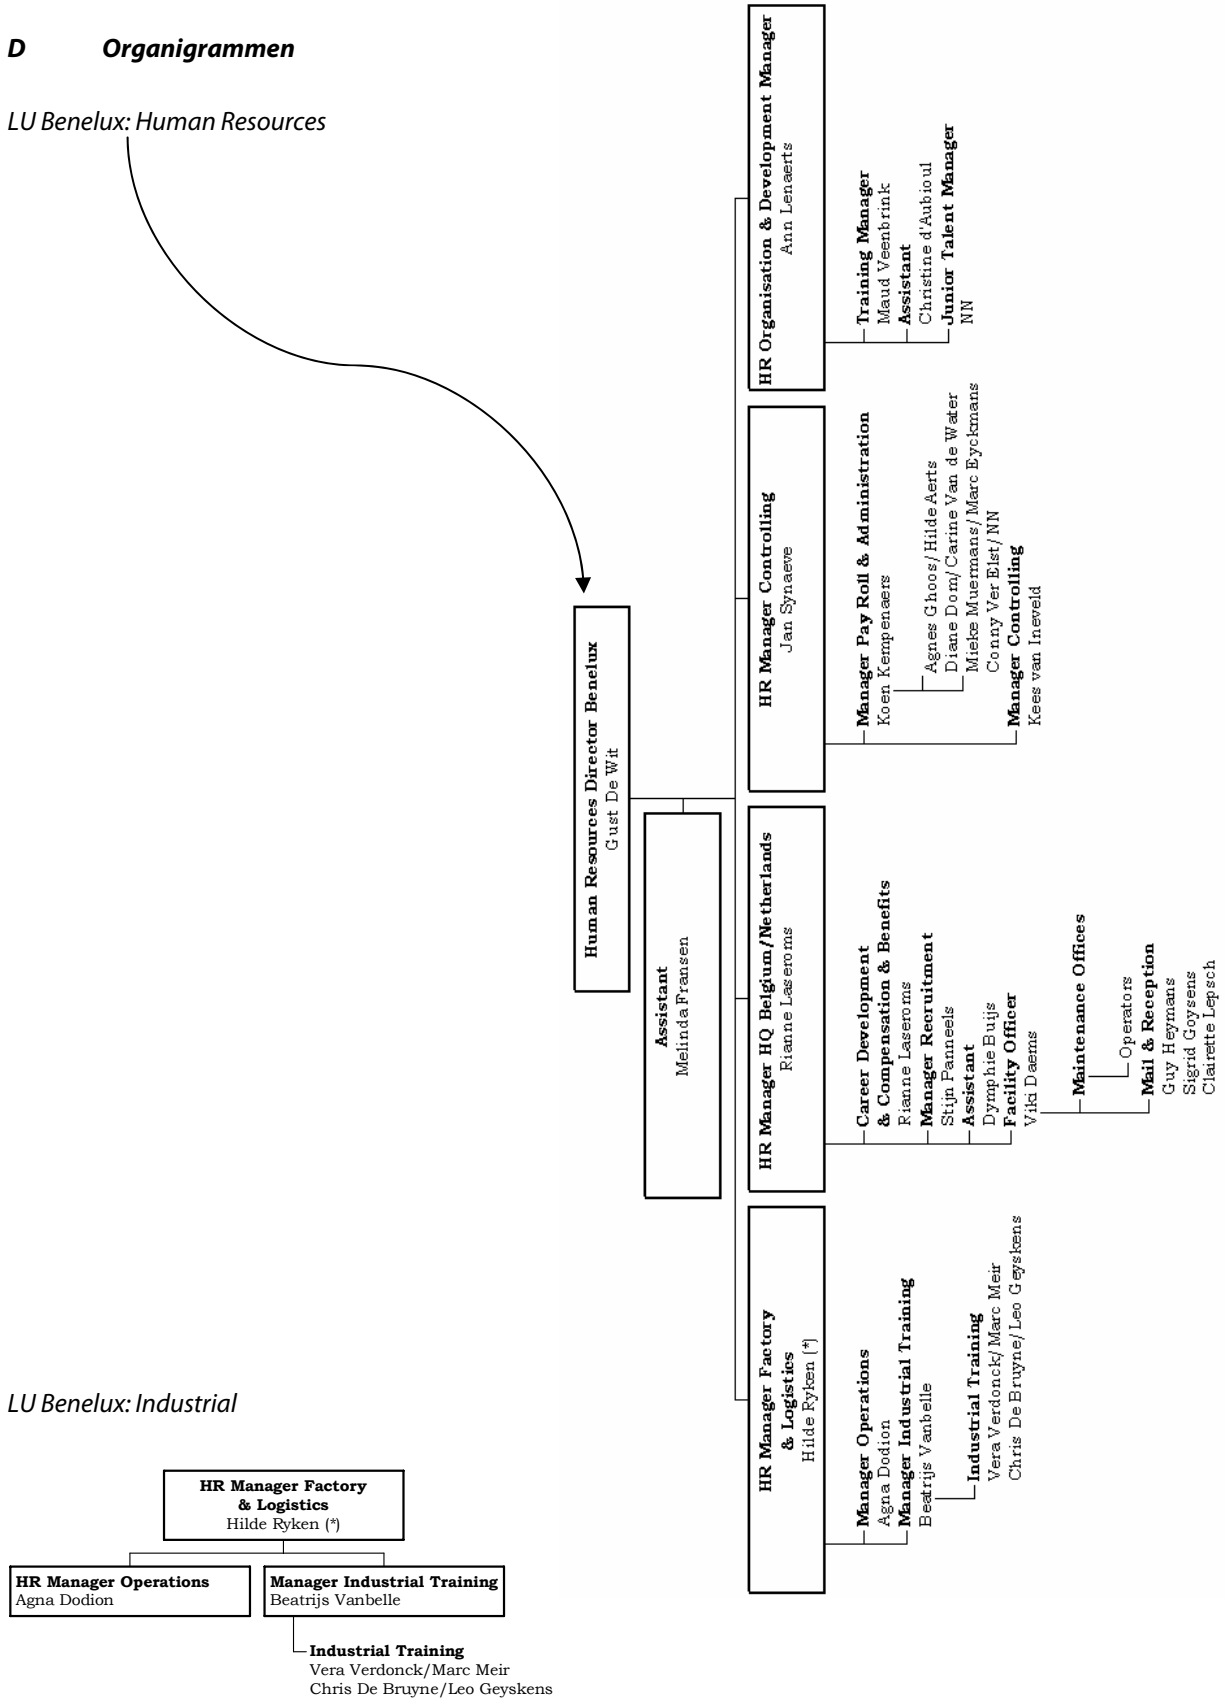 D Organigrammen
LU Benelux: Human Resources
Human Resources Director Benelux
Gust De Wit
Assistant
Melinda Fransen
HR Manager Factory
& Logistics
Hilde Ryken (*)
Manager Operations
Agna Dodion
Manager Industrial Training
Beatrijs Vanbelle
Industrial Training
Vera Verdonck/Marc Meir
Chris De Bruyne/Leo Geyskens
HR Manager HQ Belgium/Netherlands
Rianne Laseroms
Career Development
& Compensation & Benefits
Rianne Laseroms
Manager Recruitment
Stijn Panneels
Assistant
Dymphie Buijs
Facility Officer
Viki Daems
Maintenance Offices
Operators
Mail & Reception
Guy Heymans
Sigrid Goysens
Clairette Lepsch
HR Manager Controlling
Jan Synaeve
Manager Pay Roll & Administration
Koen Kempenaers
Agnes Ghoos/Hilde Aerts
Diane Dom/Carine Van de Water
Mieke Muermans/Marc Eyckmans
Conny Ver Elst/NN
Manager Controlling
Kees van Ineveld
HR Organisation & Development Manager
Ann Lenaerts
Training Manager
Maud Veenbrink
Assistant
Christine d'Aubioul
Junior Talent Manager
NN
LU Benelux: Industrial
HR Manager Factory
& Logistics
Hilde Ryken (*)
HR Manager Operations
Agna Dodion
Manager Industrial Training
Beatrijs Vanbelle
Industrial Training
Vera Verdonck/Marc Meir
Chris De Bruyne/Leo Geyskens